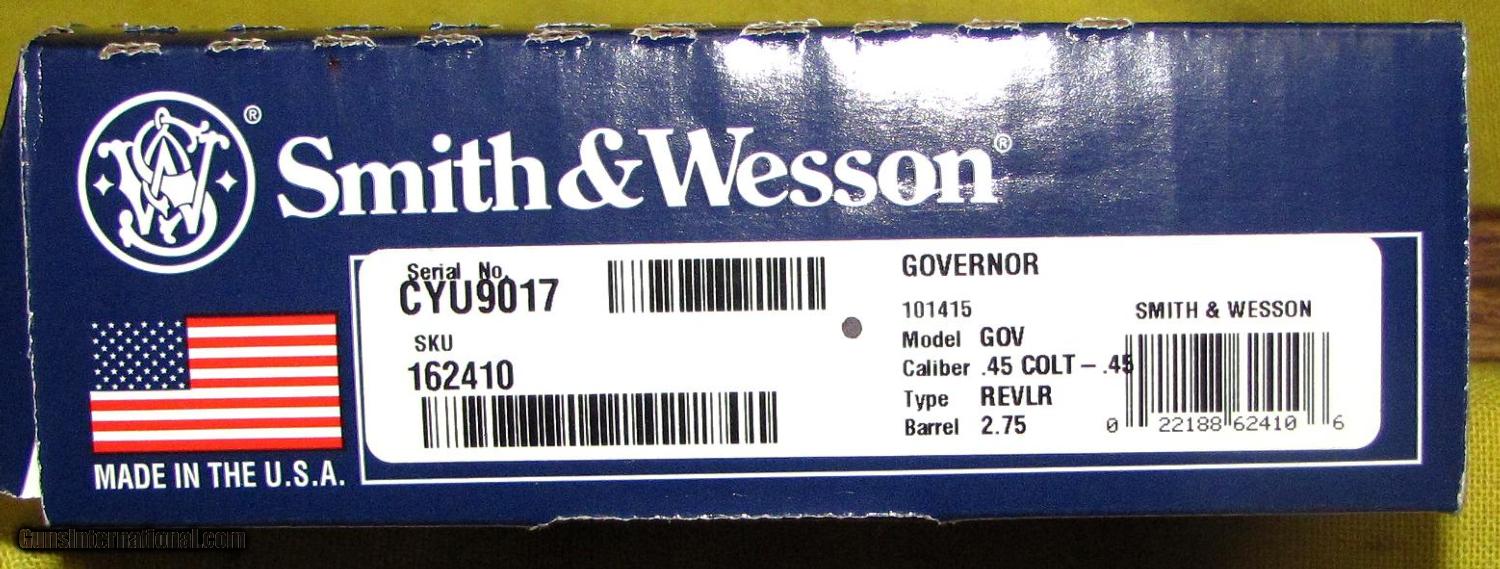 ®
Smith & Wesson®
Serial No.
CYU9017
SKU
162410
GOVERNOR
101415
Model GOV
Caliber .45 COLT – .45
Type REVLR
Barrel 2.75
SMITH & WESSON
0 22188 62410 6
MADE IN THE U.S.A.
GunsInternational.com